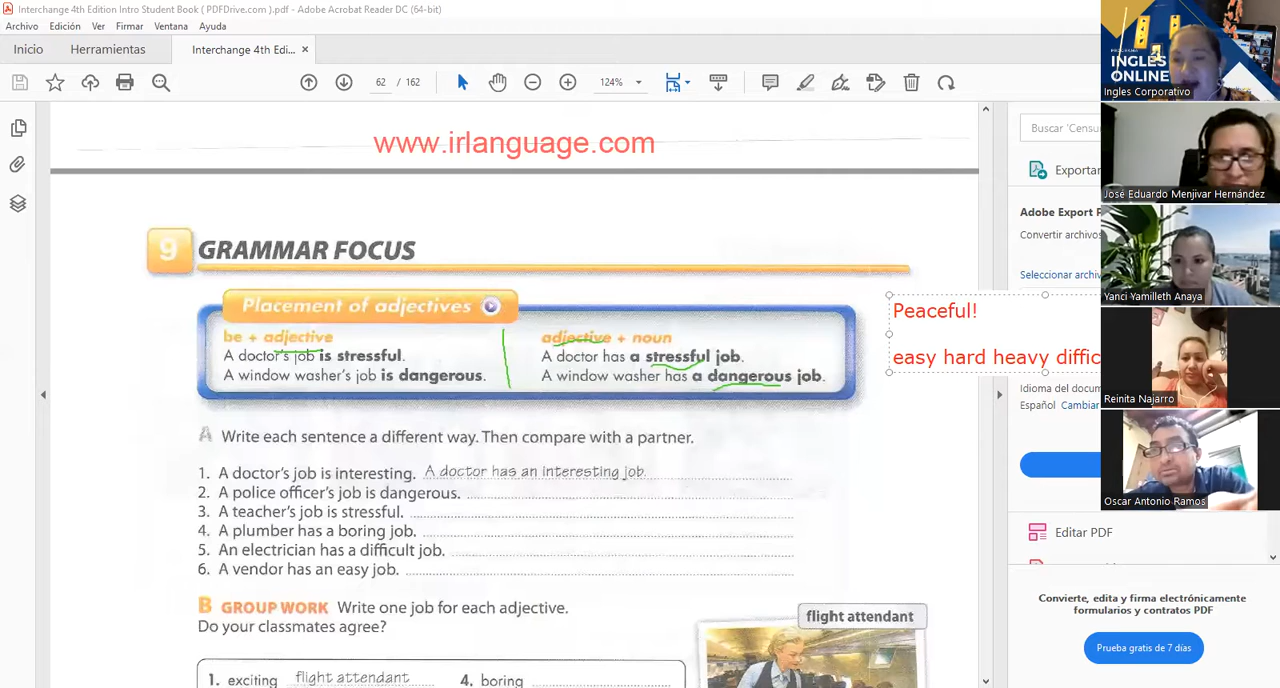 Interchange 4th Edition Intro Student Book ( PDFDrive.com ).pdf - Adobe Acrobat Reader DC (64-bit)
Archivo Edición Ver Firmar Ventana Ayuda
Inicio Herramientas Interchange 4th Edi... ×
62 / 162 124%
www.irlanguage.com
9 GRAMMAR FOCUS
Placement of adjectives
be + adjective
A doctor's job is stressful.
A window washer's job is dangerous.
adjective + noun
A doctor has a stressful job.
A window washer has a dangerous job.
Peaceful!
easy hard heavy diffic
A Write each sentence a different way. Then compare with a partner.
1. A doctor's job is interesting. A doctor has an interesting job.
2. A police officer's job is dangerous.
3. A teacher's job is stressful.
4. A plumber has a boring job.
5. An electrician has a difficult job.
6. A vendor has an easy job.
B GROUP WORK Write one job for each adjective.
Do your classmates agree?
1. exciting flight attendant
4. boring
flight attendant
Buscar 'Censu
Exportar
Adobe Export P
Convertir archivos
Seleccionar archiv
Idioma del docum
Español Cambiar
Editar PDF
Convierte, edita y firma electrónicamente
formularios y contratos PDF
Prueba gratis de 7 días
INGLES
ONLINE
Ingles Corporativo
José Eduardo Menjivar Hernández
Yanci Yamilleth Anaya
Reinita Najarro
Oscar Antonio Ramos